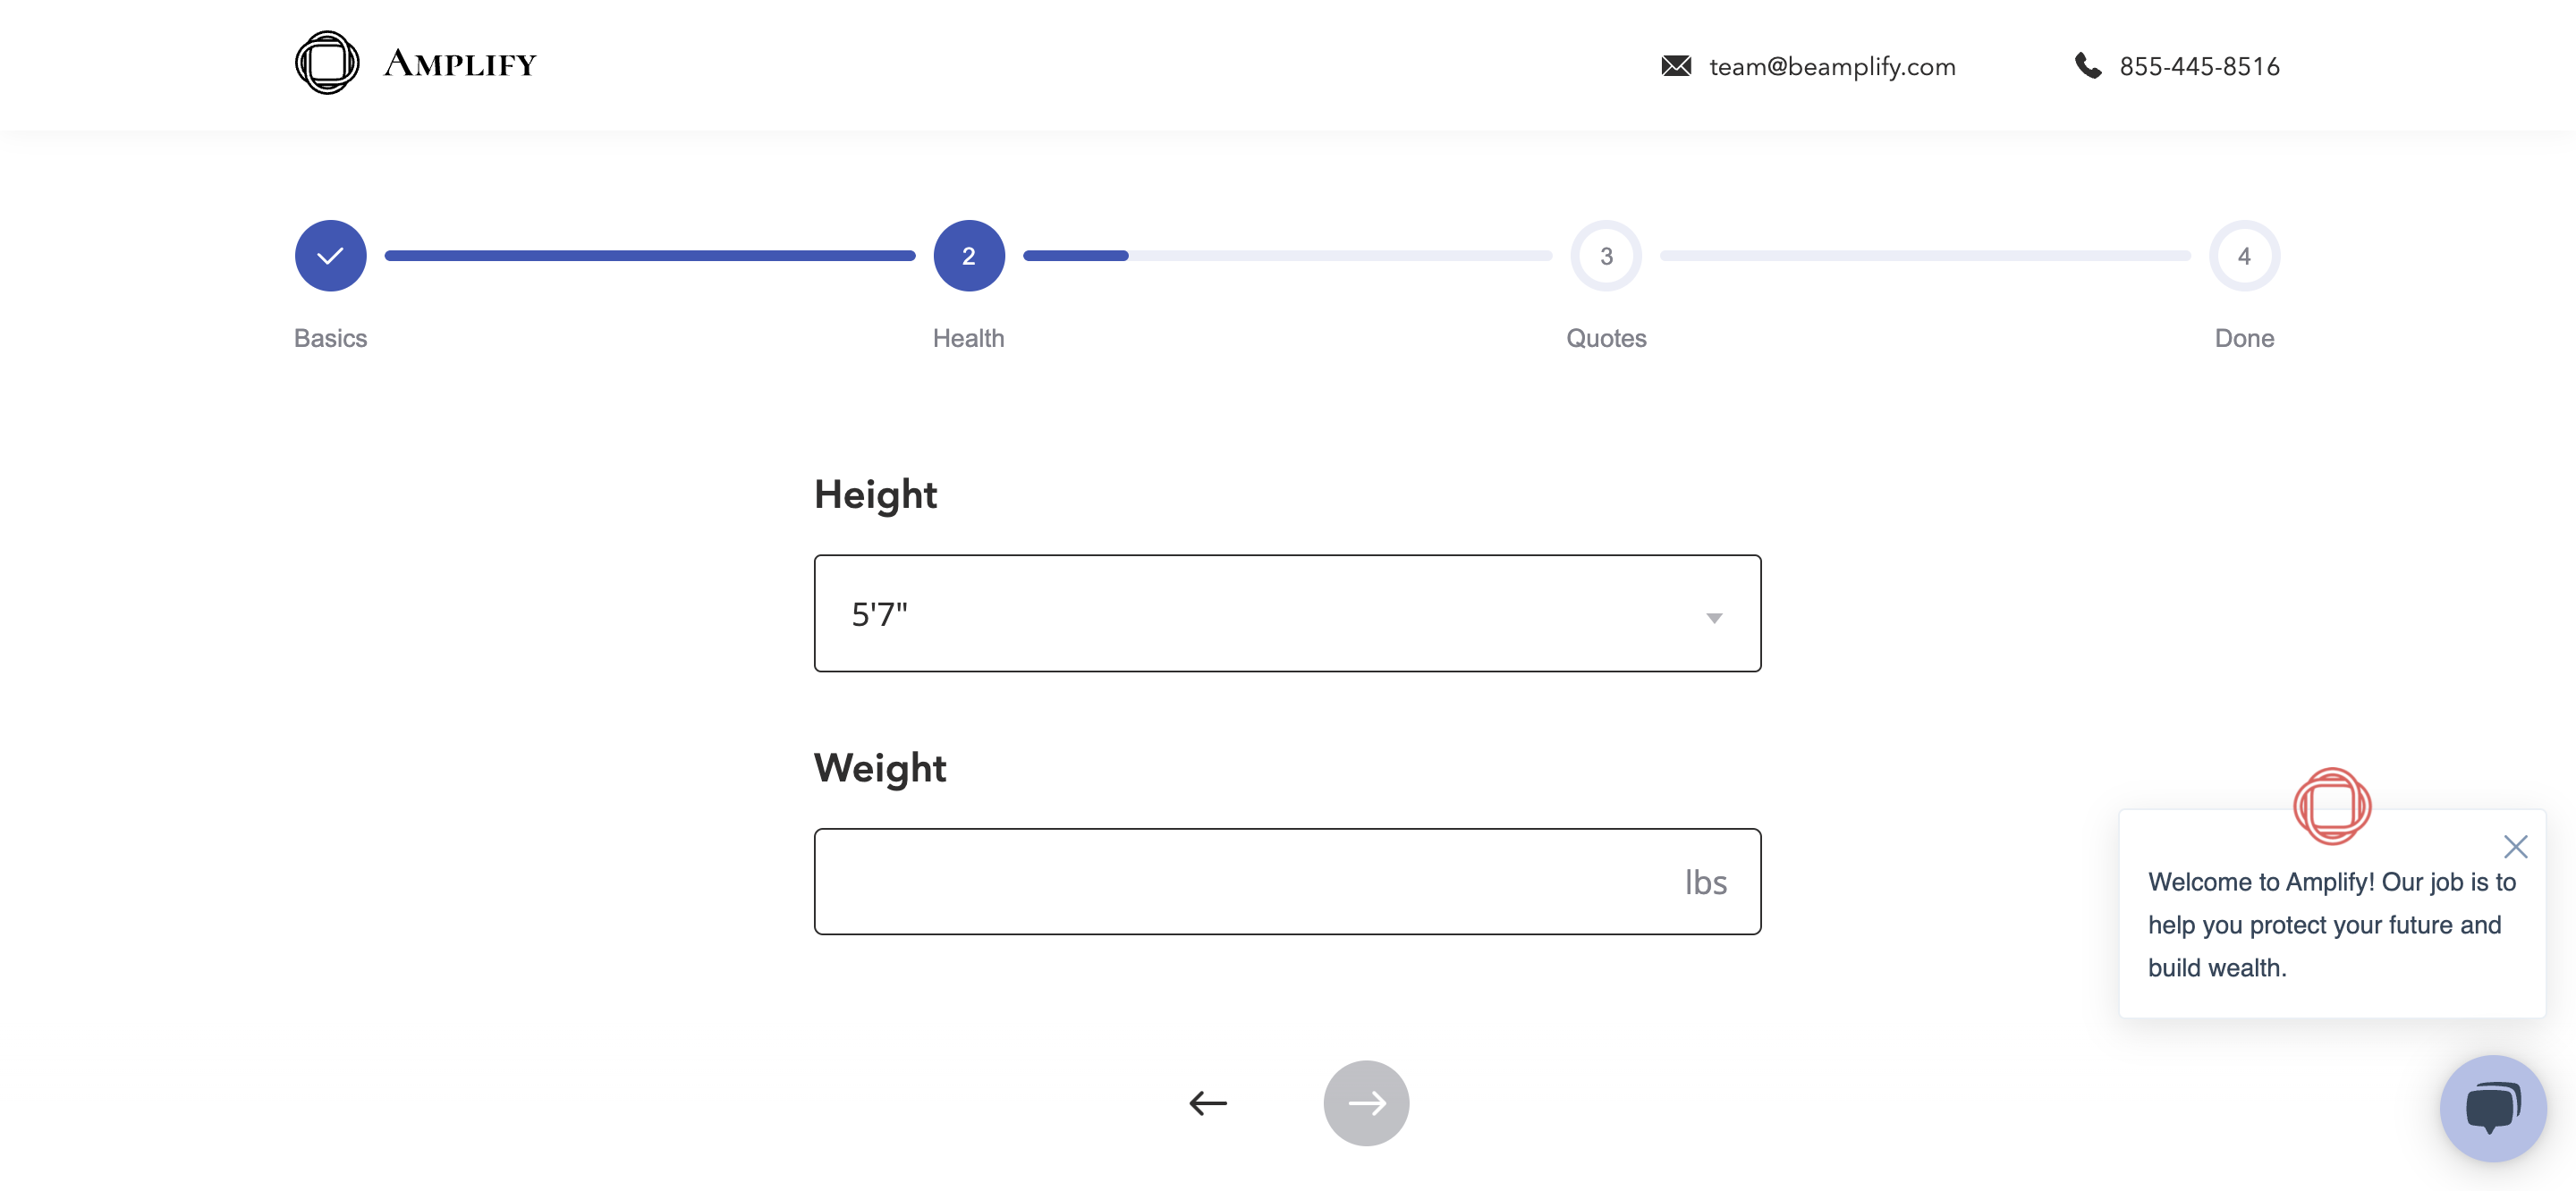 AMPLIFY
team@beamplify.com
855-445-8516
2
3
4
Basics
Health
Quotes
Done
Height
5'7"
Weight
lbs
Welcome to Amplify! Our job is to
help you protect your future and
build wealth.